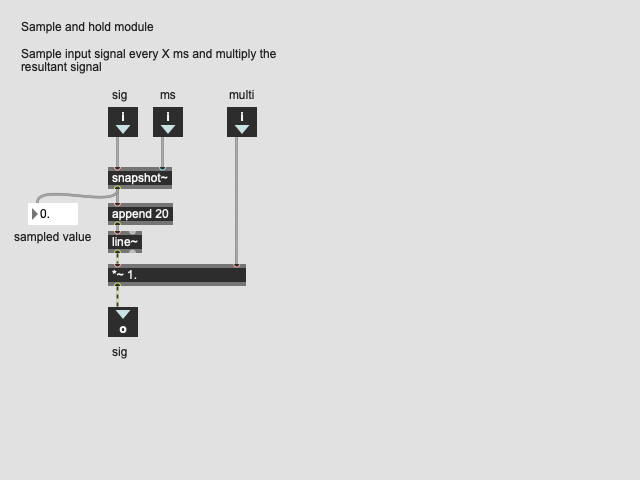 Sample and hold module
Sample input signal every X ms and multiply the
resultant signal
sig ms multi
i i i
snapshot~
0. append 20
sampled value
line~
*~ 1.
o
sig